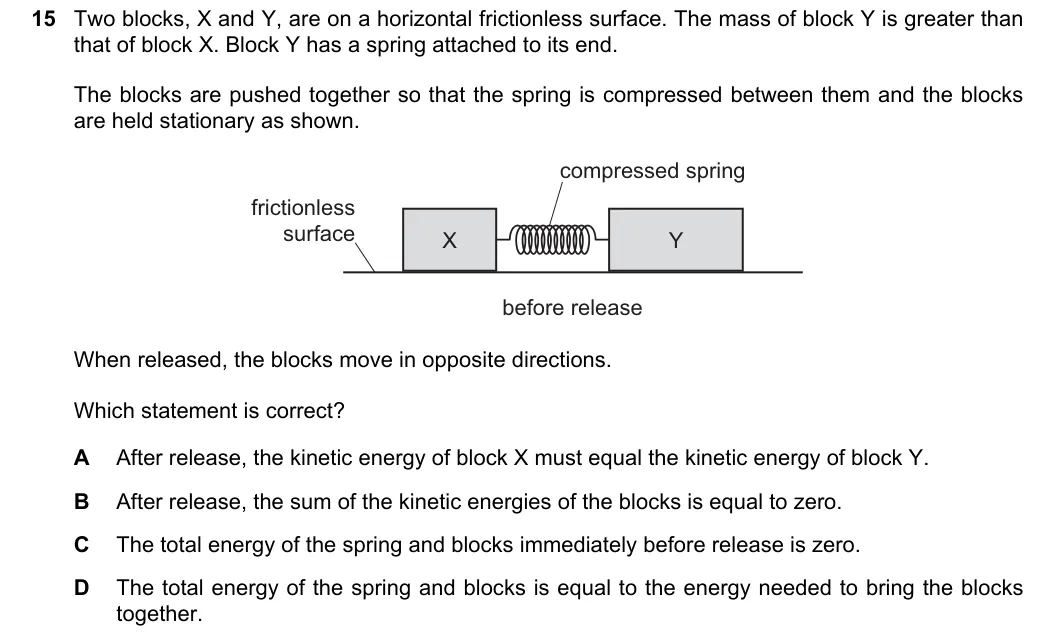 15 Two blocks, X and Y, are on a horizontal frictionless surface. The mass of block Y is greater than
that of block X. Block Y has a spring attached to its end.
The blocks are pushed together so that the spring is compressed between them and the blocks
are held stationary as shown.
compressed spring
frictionless
surface
X
Y
before release
When released, the blocks move in opposite directions.
Which statement is correct?
A After release, the kinetic energy of block X must equal the kinetic energy of block Y.
B After release, the sum of the kinetic energies of the blocks is equal to zero.
C The total energy of the spring and blocks immediately before release is zero.
D The total energy of the spring and blocks is equal to the energy needed to bring the blocks
together.